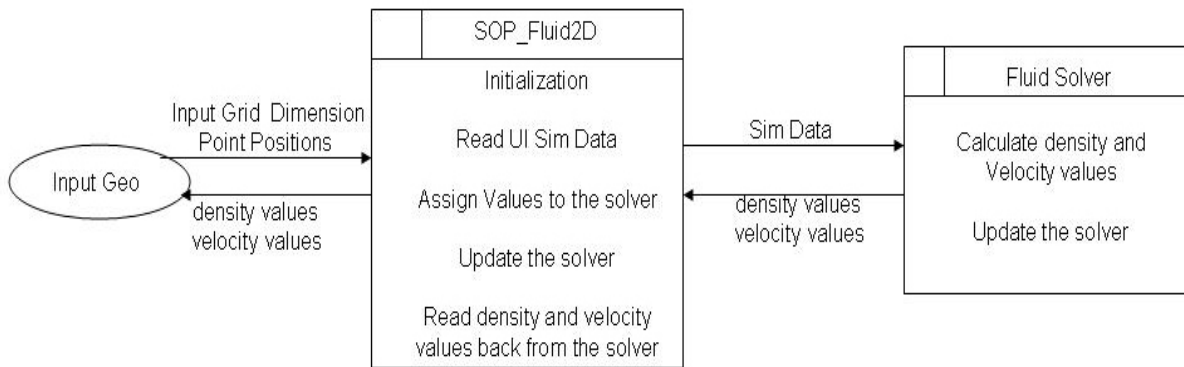 Input Geo
Input Grid Dimension
Point Positions
density values
velocity values
SOP_Fluid2D
Initialization
Read UI Sim Data
Assign Values to the solver
Update the solver
Read density and velocity
values back from the solver
Sim Data
density values
velocity values
Fluid Solver
Calculate density and
Velocity values
Update the solver